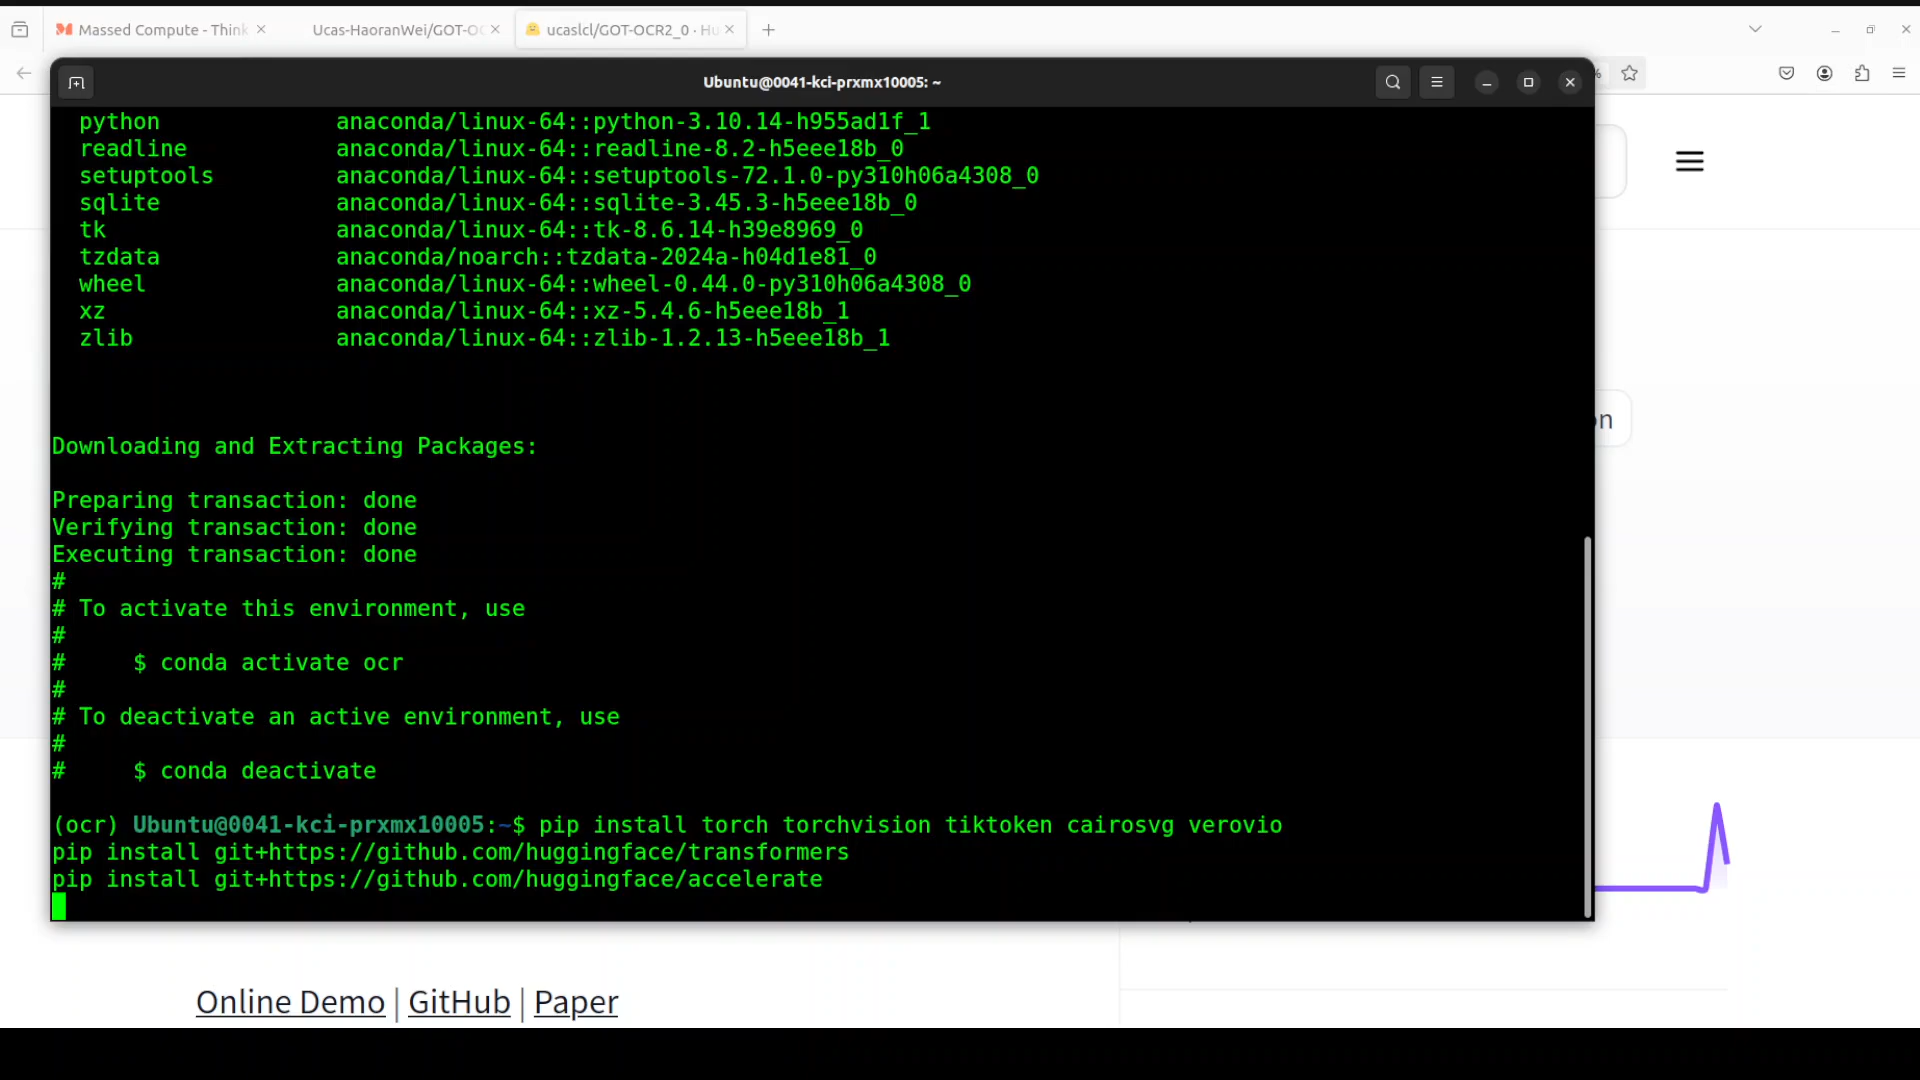 Massed Compute - Think
Ucas-HaoranWei/GOT-OC
ucaslcl/GOT-OCR2_0 · Hu
Ubuntu@0041-kci-prxmx10005: ~
%
python anaconda/linux-64::python-3.10.14-h955ad1f_1
readline anaconda/linux-64::readline-8.2-h5eee18b_0
setuptools anaconda/linux-64::setuptools-72.1.0-py310h06a4308_0
sqlite anaconda/linux-64::sqlite-3.45.3-h5eee18b_0
tk anaconda/linux-64::tk-8.6.14-h39e8969_0
tzdata anaconda/noarch::tzdata-2024a-h04d1e81_0
wheel anaconda/linux-64::wheel-0.44.0-py310h06a4308_0
xz anaconda/linux-64::xz-5.4.6-h5eee18b_1
zlib anaconda/linux-64::zlib-1.2.13-h5eee18b_1
on
Downloading and Extracting Packages:
Preparing transaction: done
Verifying transaction: done
Executing transaction: done
#
# To activate this environment, use
#
#     $ conda activate ocr
#
# To deactivate an active environment, use
#
#     $ conda deactivate
(ocr) Ubuntu@0041-kci-prxmx10005:~$ pip install torch torchvision tiktoken cairosvg verovio
pip install git+https://github.com/huggingface/transformers
pip install git+https://github.com/huggingface/accelerate
Online Demo | GitHub | Paper